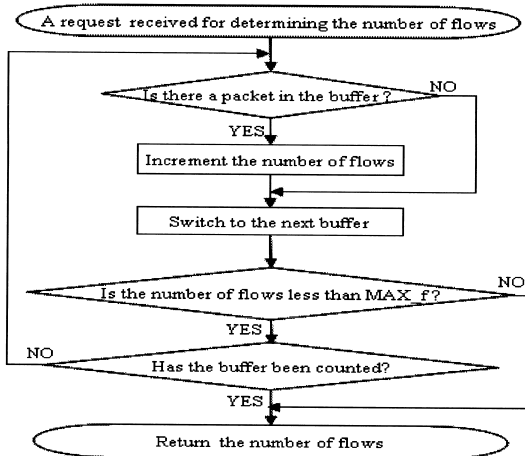 A request received for determining the number of flows
Is there a packet in the buffer?
NO
YES
Increment the number of flows
Switch to the next buffer
Is the number of flows less than MAX_f?
NO
YES
NO
Has the buffer been counted?
YES
Return the number of flows